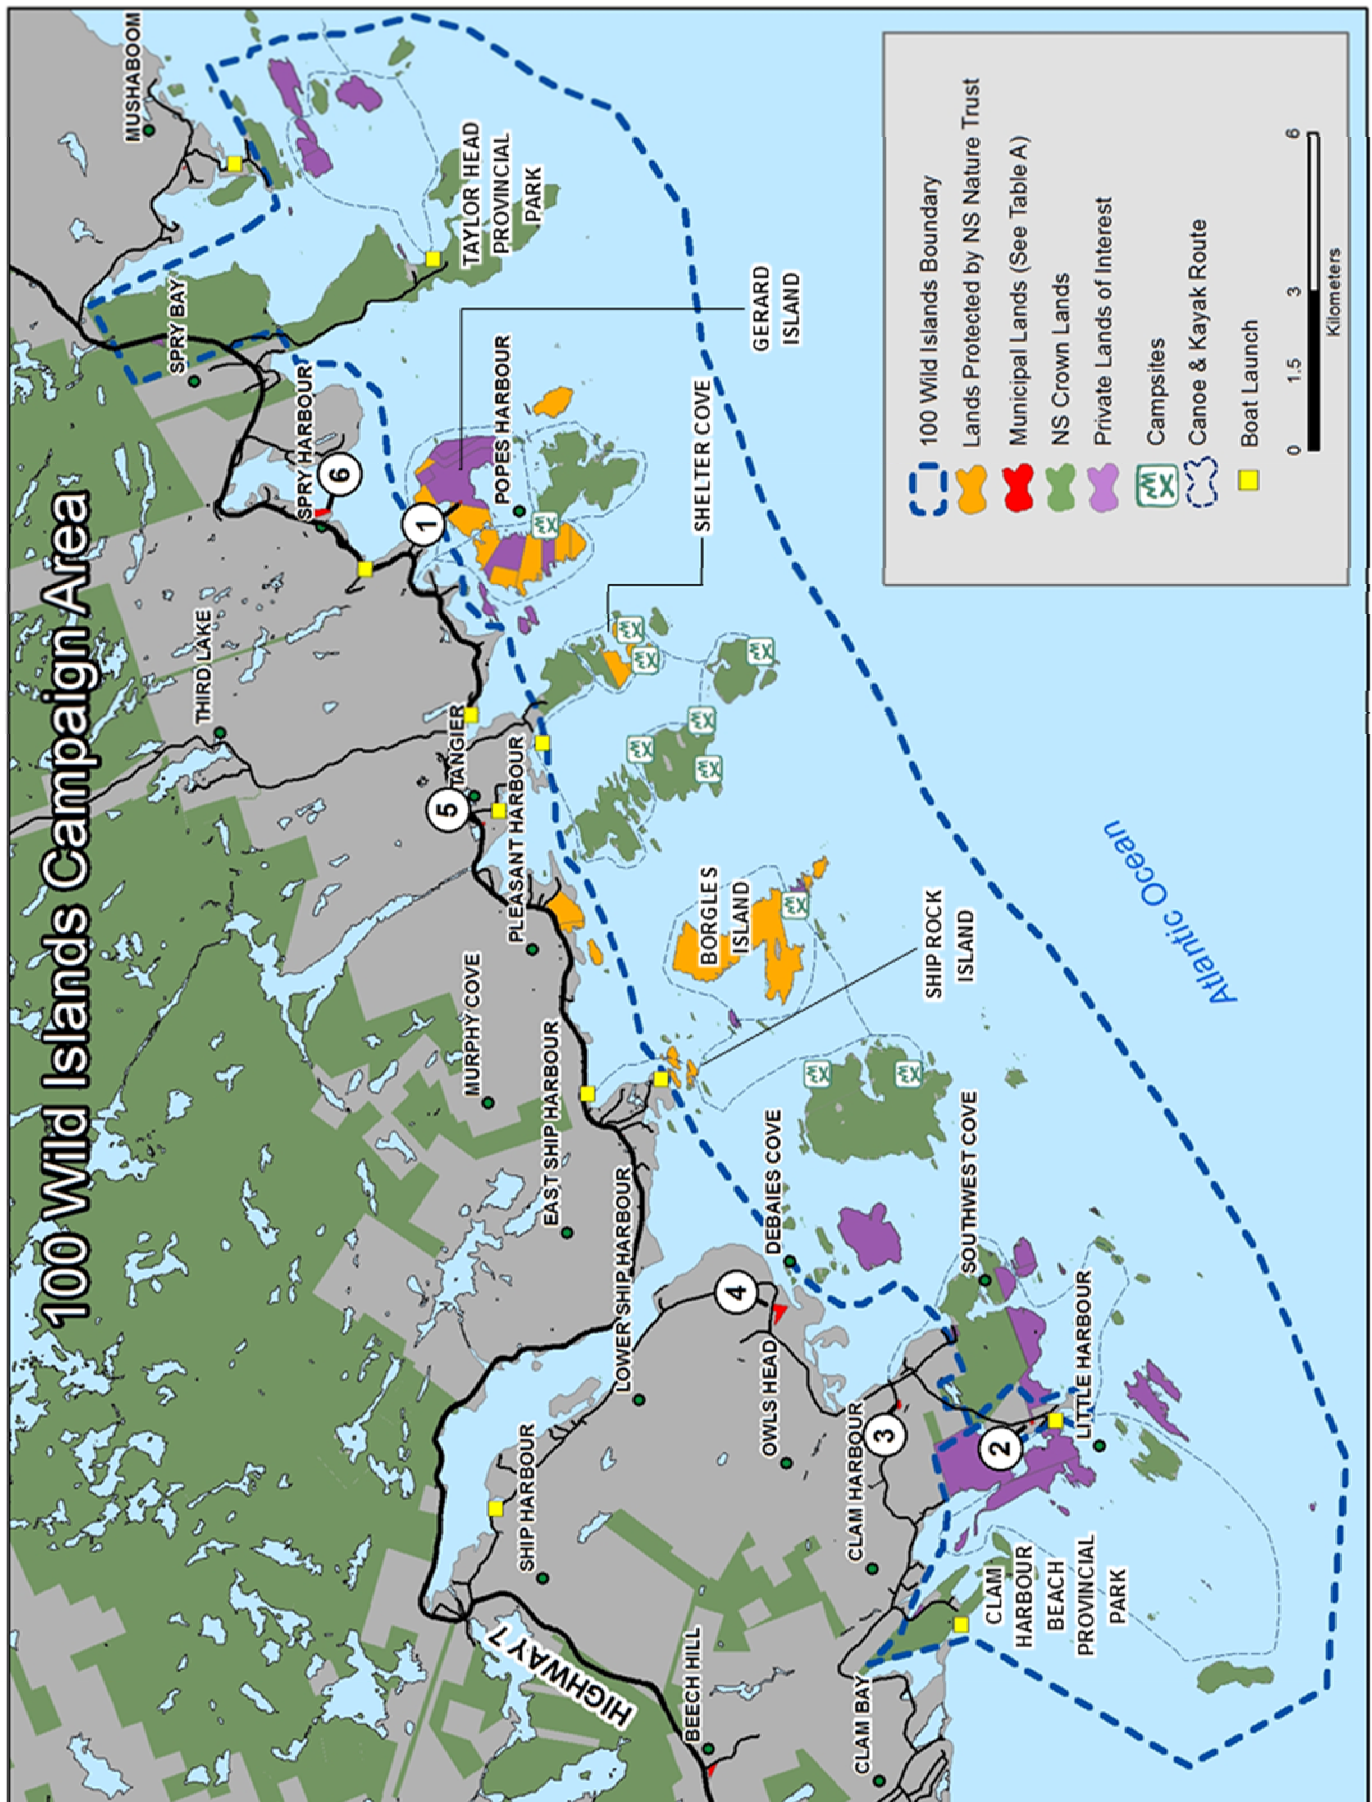 100 Wild Islands Campaign Area
MUSHABOOM
SPRY BAY
TAYLOR HEAD
PROVINCIAL
PARK
SPRY HARBOUR
6
1
POPES HARBOUR
GERARD
ISLAND
SHELTER COVE
THIRD LAKE
TANGIER
5
PLEASANT HARBOUR
MURPHY COVE
BORGLES
ISLAND
SHIP ROCK
ISLAND
EAST SHIP HARBOUR
LOWER SHIP HARBOUR
DEBAIES COVE
4
SOUTHWEST COVE
OWLS HEAD
SHIP HARBOUR
CLAM HARBOUR
3
2
LITTLE HARBOUR
CLAM
HARBOUR
BEACH
PROVINCIAL
PARK
HIGHWAY 7
BEECH HILL
CLAM BAY
Atlantic Ocean
100 Wild Islands Boundary
Lands Protected by NS Nature Trust
Municipal Lands (See Table A)
NS Crown Lands
Private Lands of Interest
Campsites
Canoe & Kayak Route
Boat Launch
0 1.5 3 6
Kilometers